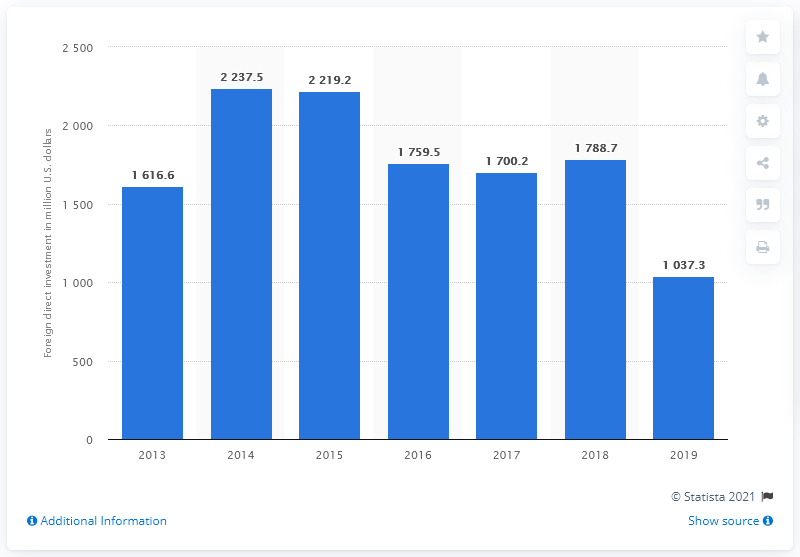 2 500
2 000
1 500
1 000
500
0
Foreign direct investment in million U.S. dollars
1 616.6
2 237.5
2 219.2
1 759.5
1 700.2
1 788.7
1 037.3
2013 2014 2015 2016 2017 2018 2019
© Statista 2021
Additional Information
Show source